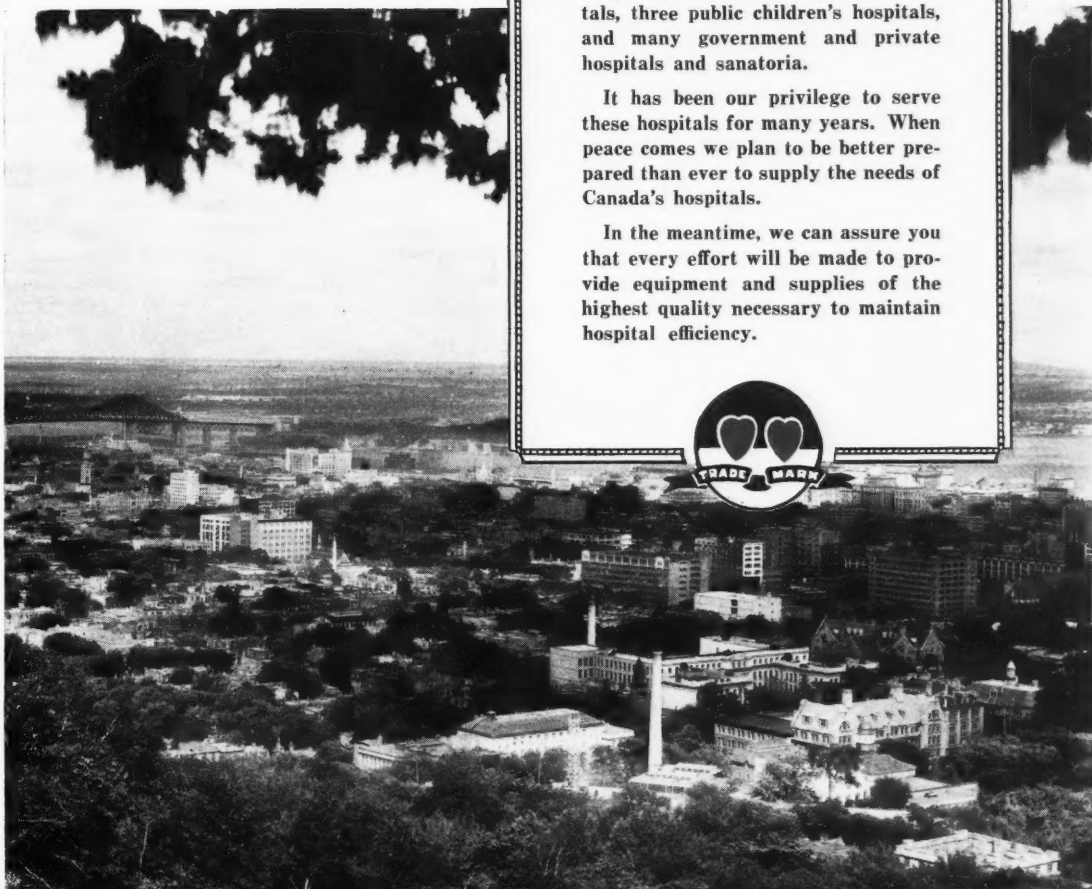 tals, three public children's hospitals,
and many government and private
hospitals and sanatoria.
It has been our privilege to serve
these hospitals for many years. When
peace comes we plan to be better pre-
pared than ever to supply the needs of
Canada's hospitals.
In the meantime, we can assure you
that every effort will be made to pro-
vide equipment and supplies of the
highest quality necessary to maintain
hospital efficiency.
TRADE MARK